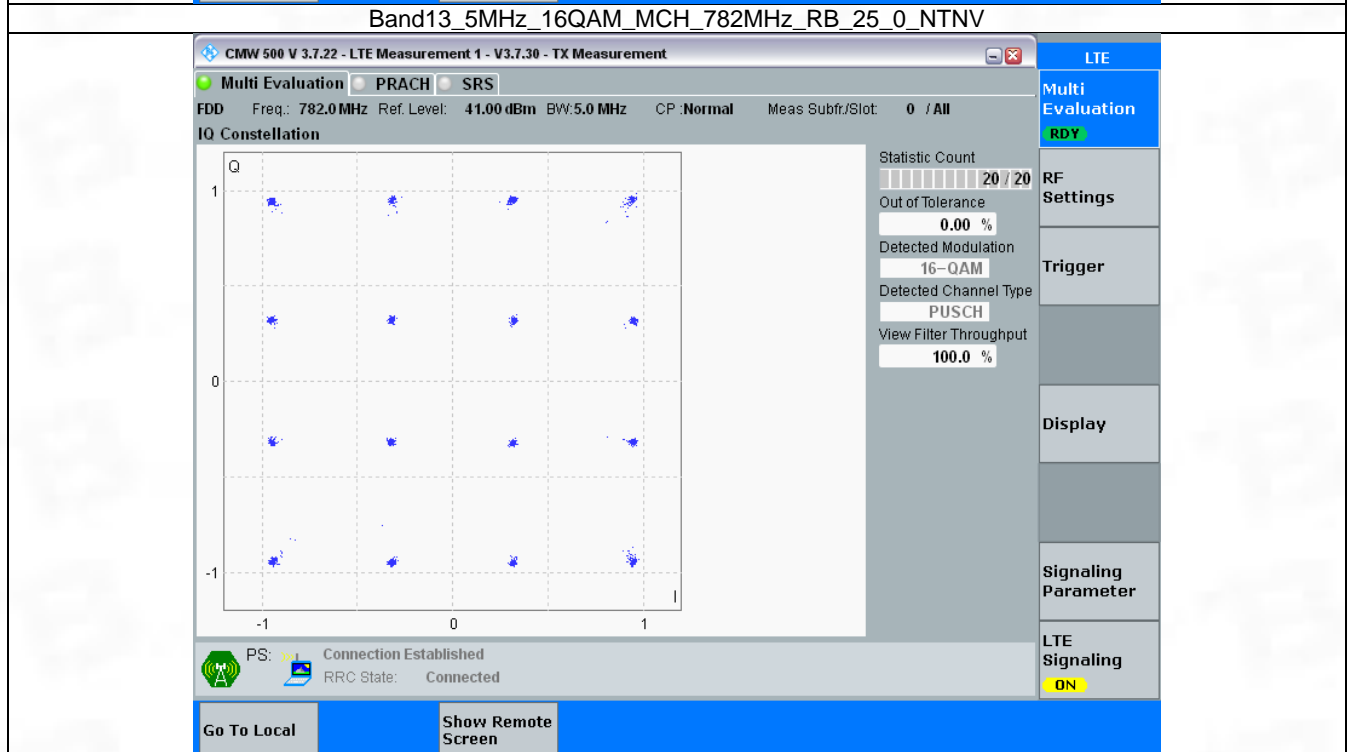 Band13_5MHz_16QAM_MCH_782MHz_RB_25_0_NTNV
CMW 500 V 3.7.22 - LTE Measurement 1 - V3.7.30 - TX Measurement
LTE
Multi Evaluation PRACH SRS
Multi
Evaluation
RDY
FDD Freq.: 782.0 MHz Ref. Level: 41.00 dBm BW: 5.0 MHz CP : Normal Meas Subfr./Slot: 0 / All
IQ Constellation
Q
1
0
-1
I
-1 0 1
Statistic Count
20 / 20
Out of Tolerance
0.00 %
Detected Modulation
16-QAM
Detected Channel Type
PUSCH
View Filter Throughput
100.0 %
RF
Settings
Trigger
Display
Signaling
Parameter
LTE
Signaling
ON
PS: Connection Established
RRC State: Connected
Go To Local
Show Remote
Screen